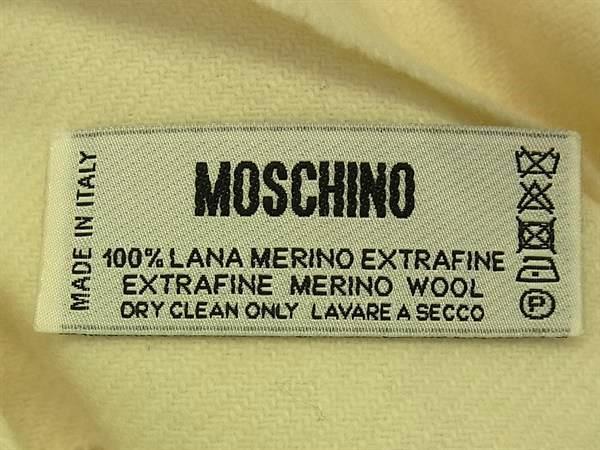 MADE IN ITALY
MOSCHINO
100% LANA MERINO EXTRAFINE
EXTRAFINE MERINO WOOL
DRY CLEAN ONLY LAVARE A SECCO
P